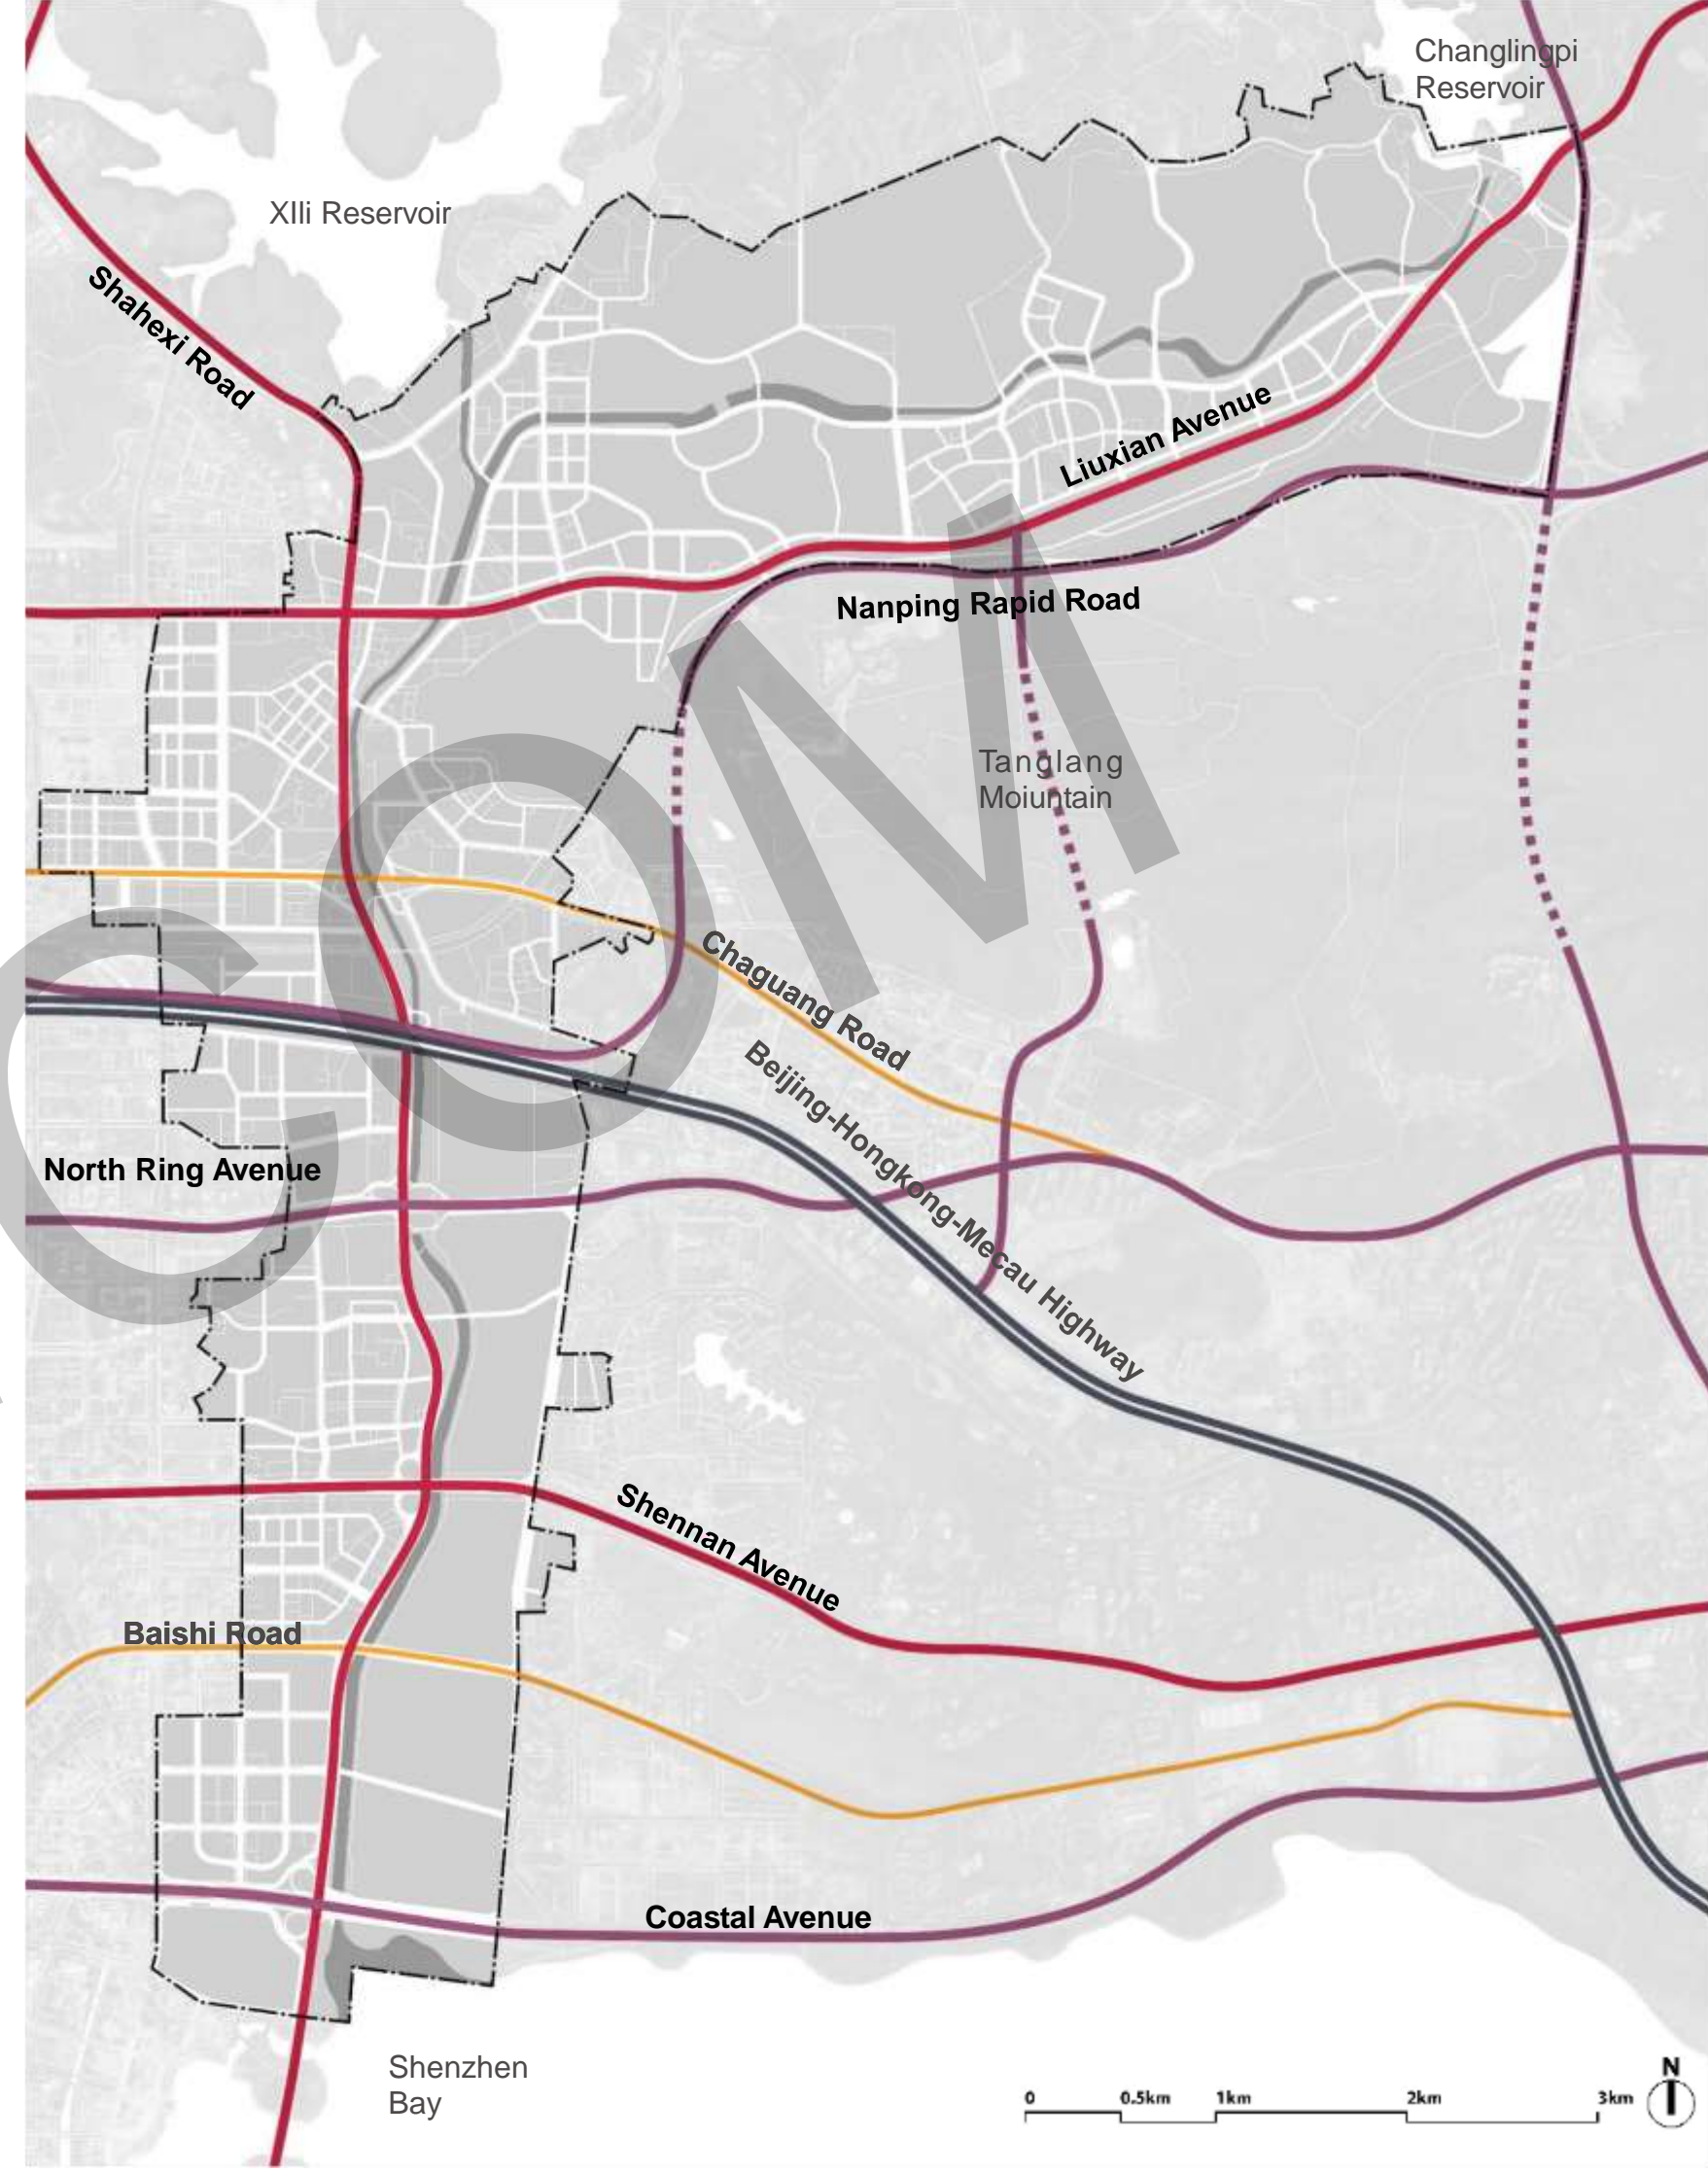 Changlingpi
Reservoir
XIli Reservoir
Shahexi Road
Liuxian Avenue
Nanping Rapid Road
Tanglang
Moiuntain
Chaguang Road
Beijing-Hongkong-Mecau Highway
North Ring Avenue
Shennan Avenue
Baishi Road
Coastal Avenue
Shenzhen
Bay
0 0.5km 1km 2km 3km
N
COM